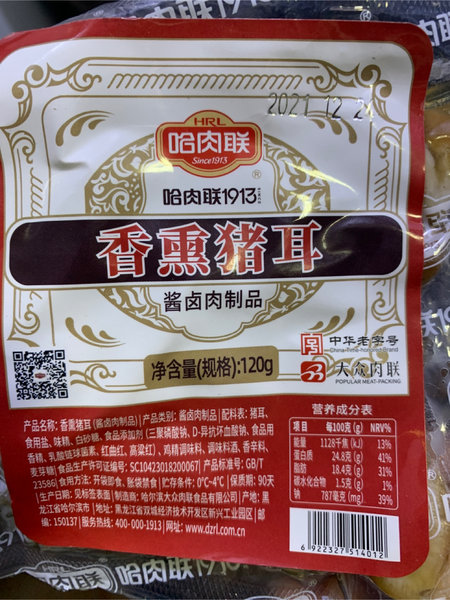 2021 12 2
HRL
哈肉联
Since1913
®
哈肉联1913
香熏猪耳
酱卤肉制品
净含量(规格):120g
中华老字号
China Time-honored Brand
大众肉联
POPULAR MEAT-PACKING
产品名称：香熏猪耳(酱卤肉制品)|产品类别：酱卤肉制品|配料表：猪耳、
食用盐、味精、白砂糖、食品添加剂(三聚磷酸钠、D-异抗坏血酸钠、食品用
香精、乳酸链球菌素、红曲红、高粱红)、鸡精调味料、调味料酒、香辛料、
麦芽糖|食品生产许可证编号：SC10423018200067|产品标准号：GB/T
23586|食用方法：开袋即食、胀袋禁食|贮存条件：0℃-4℃|保质期：90天
|生产日期：见标签表面|制造商：哈尔滨大众肉联食品有限公司|产地：黑
龙江省哈尔滨市|地址：黑龙江省双城经济技术开发区新兴工业园区|邮
编：150137|服务热线：400-000-1913|网址：www.dzrl.com.cn
营养成分表
项目 每100克(g) NRV%
能量 1128千焦(kJ) 13%
蛋白质 24.8克(g) 41%
脂肪 18.4克(g) 31%
碳水化合物 1.5克(g) 1%
钠 787毫克(mg) 39%
6 922327 514012